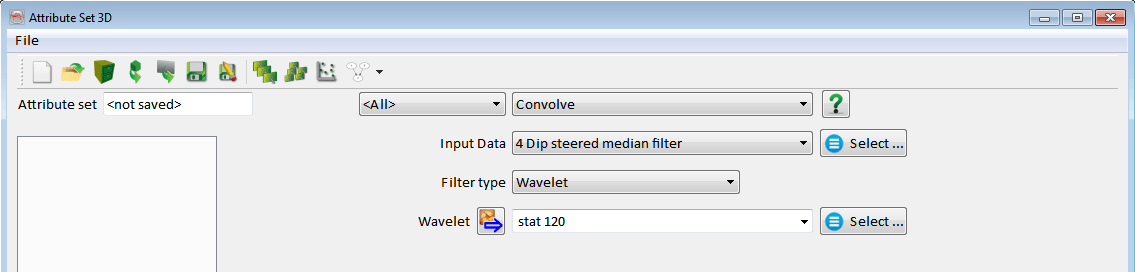 Attribute Set 3D
File
Attribute set <not saved> <All> Convolve ?
Input Data 4 Dip steered median filter Select ...
Filter type Wavelet
Wavelet stat 120 Select ...